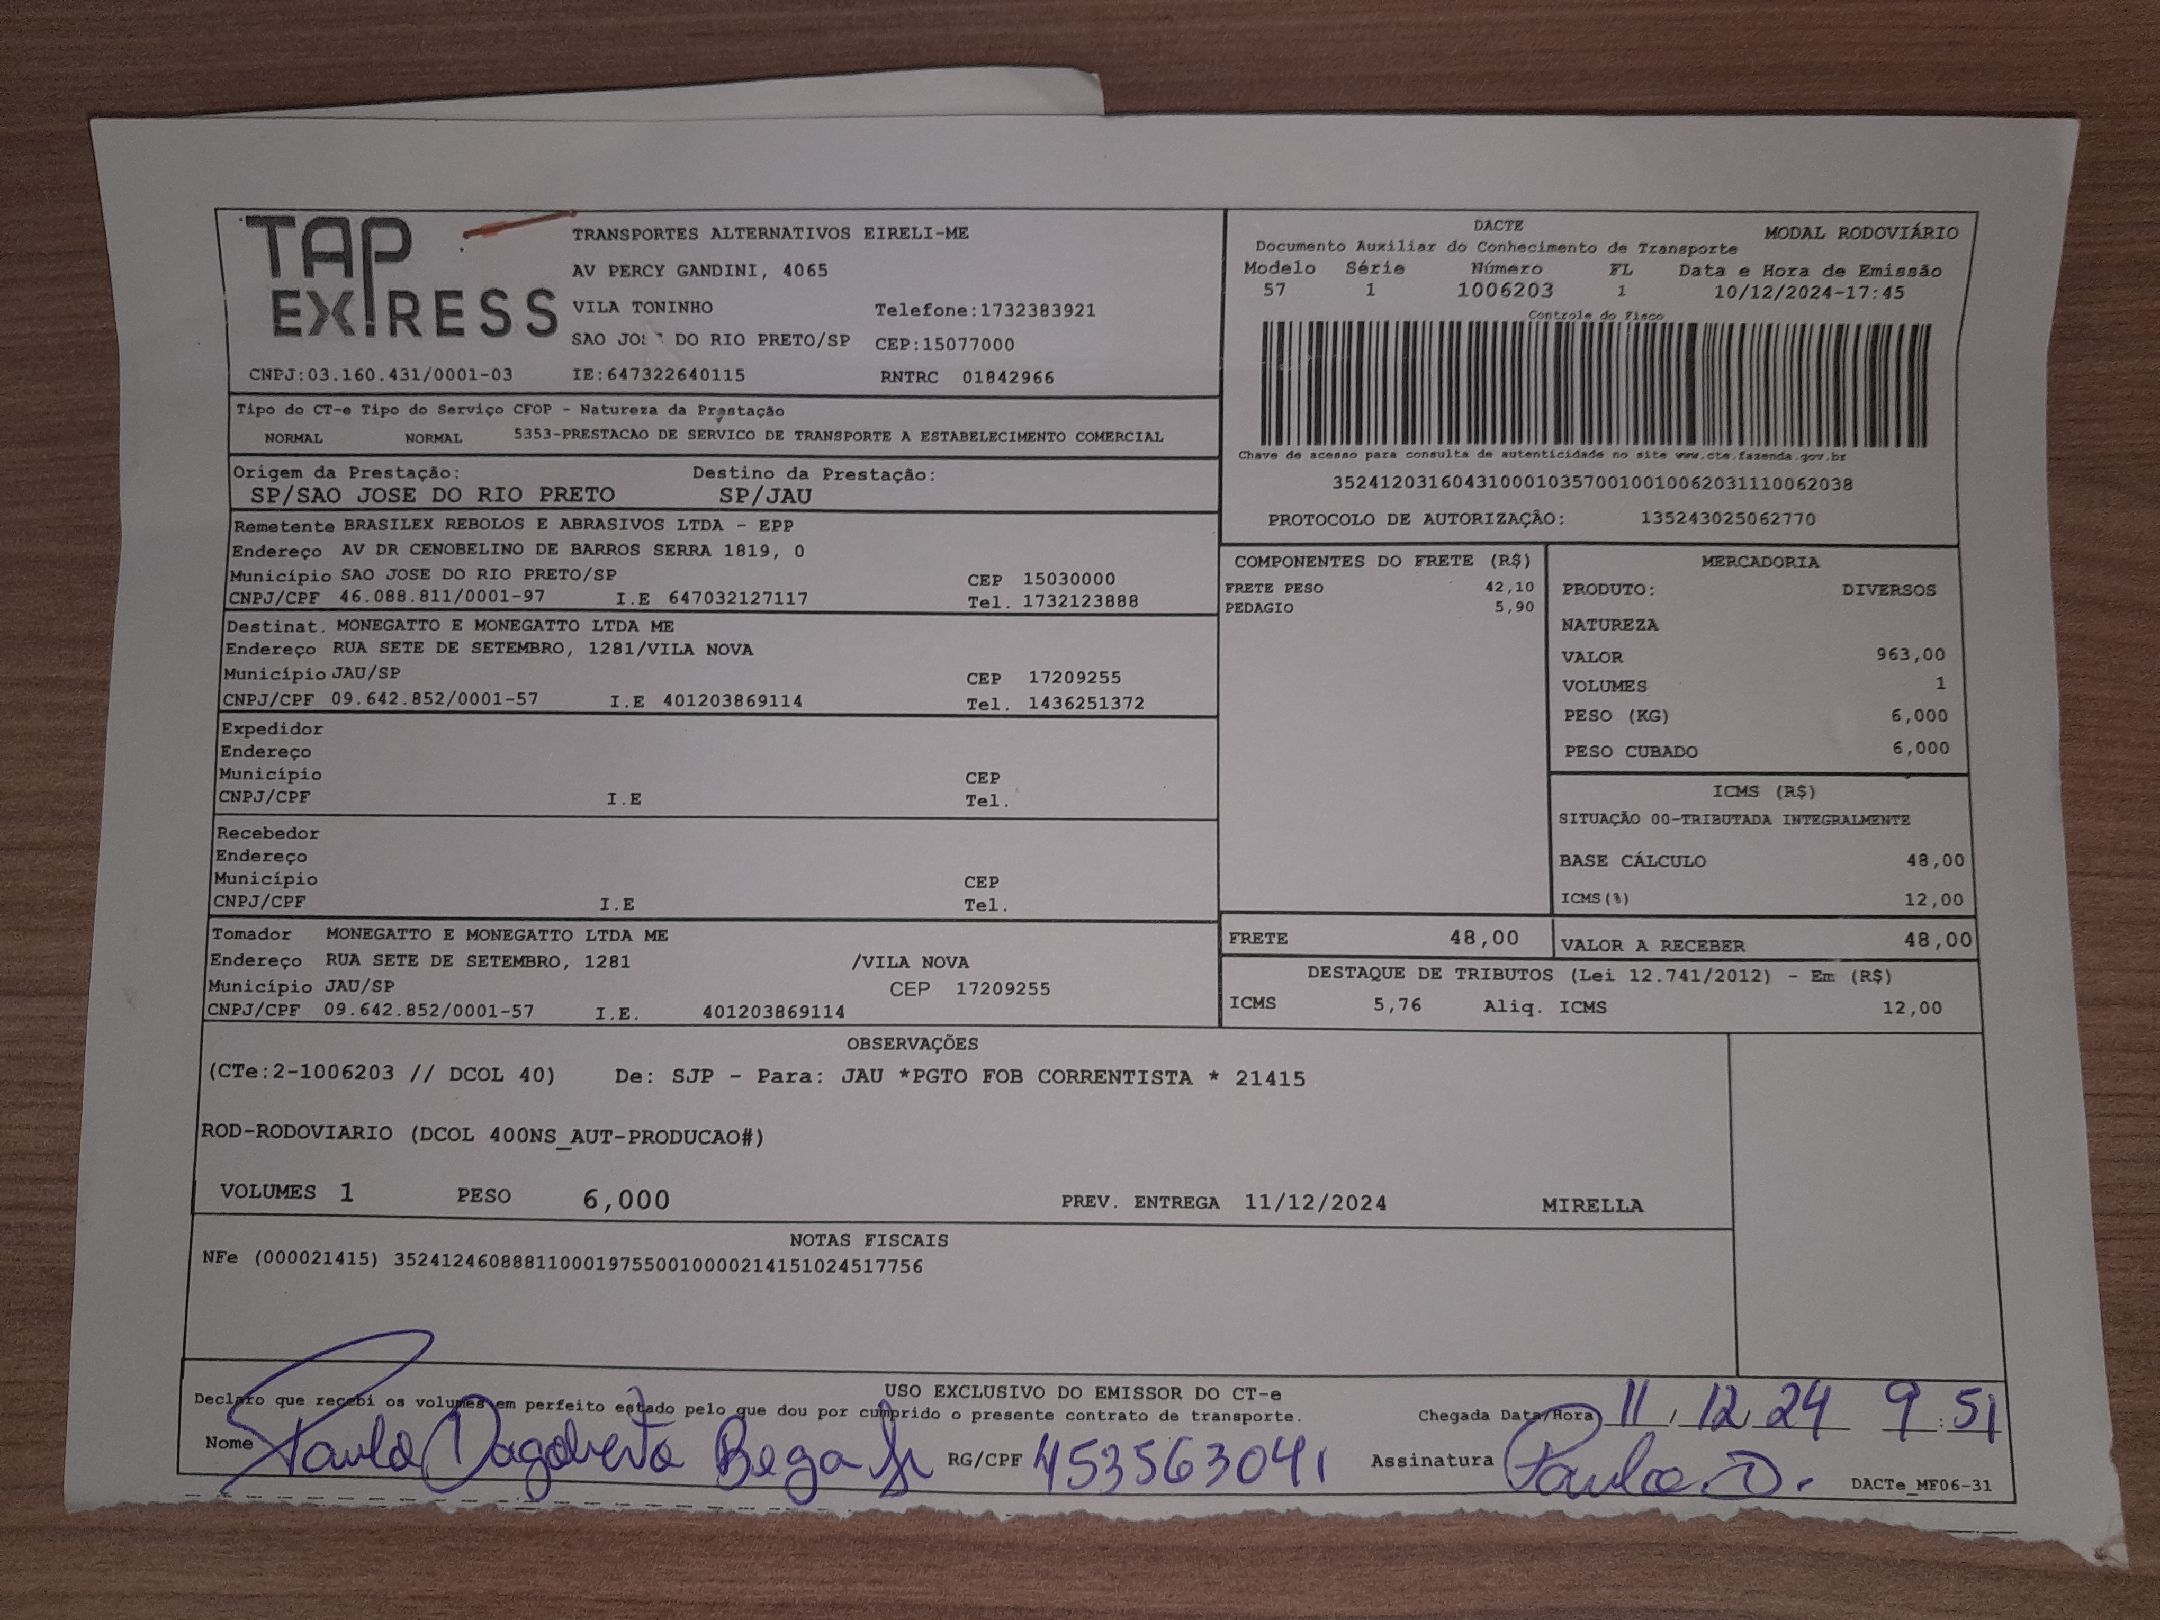 TAP EXPRESS
TRANSPORTES ALTERNATIVOS EIRELI-ME
AV PERCY GANDINI, 4065
VILA TONINHO Telefone:1732383921
SAO JOSE DO RIO PRETO/SP CEP:15077000
CNPJ:03.160.431/0001-03 IE:647322640115 RNTRC 01842966
DACTE
Documento Auxiliar do Conhecimento de Transporte MODAL RODOVIÁRIO
Modelo Série Número FL Data e Hora de Emissão
57 1 1006203 1 10/12/2024-17:45
Controle do Fisco
Chave de acesso para consulta de autenticidade no site www.cte.fazenda.gov.br
35241203160431000103570010010062031110062038
PROTOCOLO DE AUTORIZAÇÃO: 135243025062770
Tipo do CT-e Tipo do Serviço CFOP - Natureza da Prestação
NORMAL NORMAL 5353-PRESTACAO DE SERVICO DE TRANSPORTE A ESTABELECIMENTO COMERCIAL
Origem da Prestação: Destino da Prestação:
SP/SAO JOSE DO RIO PRETO SP/JAU
Remetente BRASILEX REBOLOS E ABRASIVOS LTDA - EPP
Endereço AV DR CENOBELINO DE BARROS SERRA 1819, 0
Município SAO JOSE DO RIO PRETO/SP CEP 15030000
CNPJ/CPF 46.088.811/0001-97 I.E 647032127117 Tel. 1732123888
Destinat. MONEGATTO E MONEGATTO LTDA ME
Endereço RUA SETE DE SETEMBRO, 1281/VILA NOVA
Município JAU/SP CEP 17209255
CNPJ/CPF 09.642.852/0001-57 I.E 401203869114 Tel. 1436251372
Expedidor
Endereço
Município CEP
CNPJ/CPF I.E Tel.
Recebedor
Endereço
Município CEP
CNPJ/CPF I.E Tel.
Tomador MONEGATTO E MONEGATTO LTDA ME
Endereço RUA SETE DE SETEMBRO, 1281 /VILA NOVA
Município JAU/SP CEP 17209255
CNPJ/CPF 09.642.852/0001-57 I.E. 401203869114
COMPONENTES DO FRETE (R$)
FRETE PESO 42,10
PEDAGIO 5,90
MERCADORIA
PRODUTO: DIVERSOS
NATUREZA
VALOR 963,00
VOLUMES 1
PESO (KG) 6,000
PESO CUBADO 6,000
ICMS (R$)
SITUAÇÃO 00-TRIBUTADA INTEGRALMENTE
BASE CÁLCULO 48,00
ICMS(%) 12,00
FRETE 48,00 VALOR A RECEBER 48,00
DESTAQUE DE TRIBUTOS (Lei 12.741/2012) - Em (R$)
ICMS 5,76 Aliq. ICMS 12,00
OBSERVAÇÕES
(CTe:2-1006203 // DCOL 40) De: SJP - Para: JAU *PGTO FOB CORRENTISTA * 21415
ROD-RODOVIARIO (DCOL 400NS_AUT-PRODUCAO#)
VOLUMES 1 PESO 6,000 PREV. ENTREGA 11/12/2024 MIRELLA
NOTAS FISCAIS
NFe (000021415) 35241246088811000197550010000214151024517756
USO EXCLUSIVO DO EMISSOR DO CT-e
Declaro que recebi os volumes em perfeito estado pelo que dou por cumprido o presente contrato de transporte. Chegada Data/Hora 11/12 24 9:51
Nome Paulo Dagoberto Bega Jr RG/CPF 453563041 Assinatura Paulo D.
DACTe_MF06-31